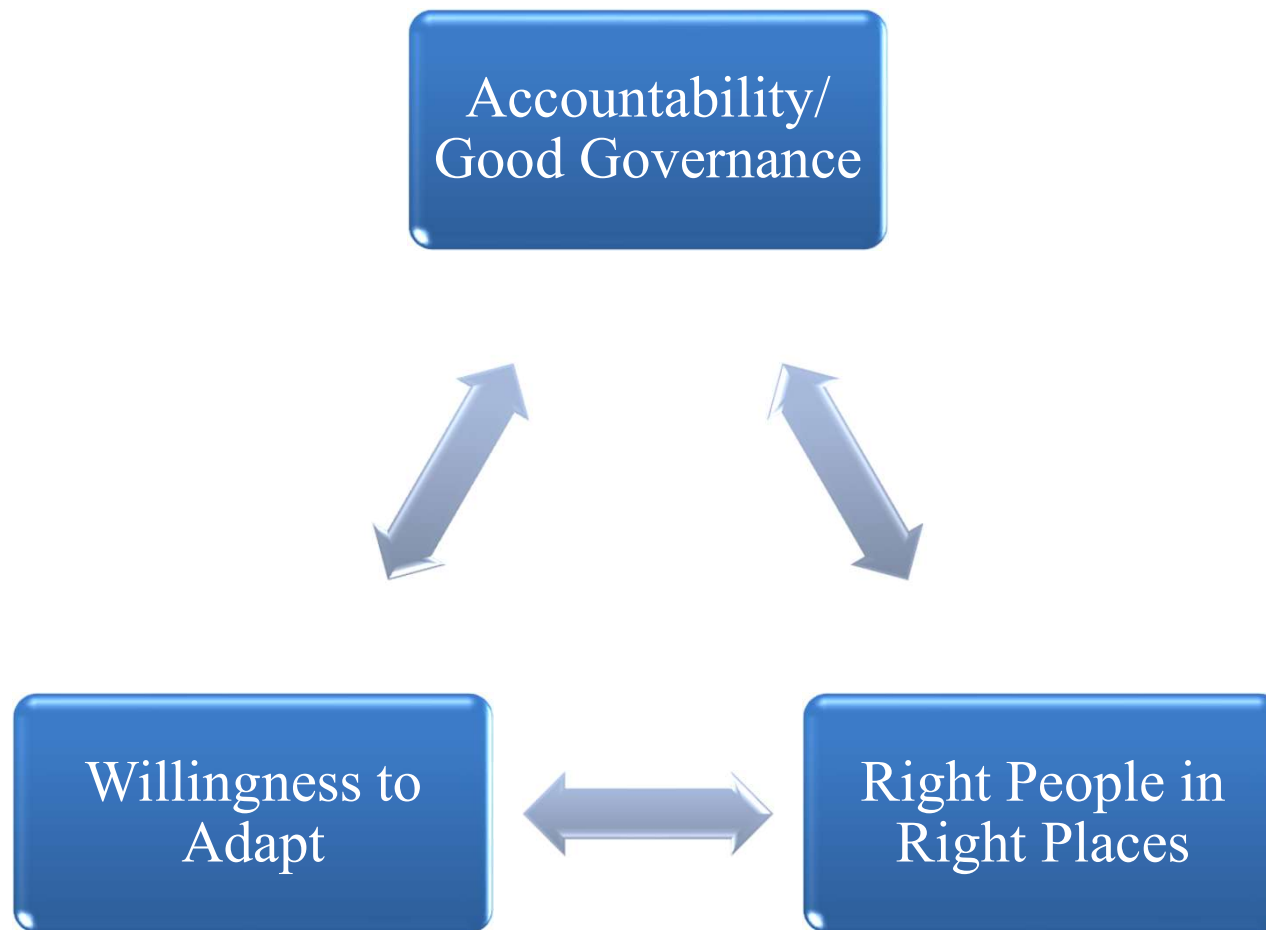 Accountability/
Good Governance
Willingness to
Adapt
Right People in
Right Places